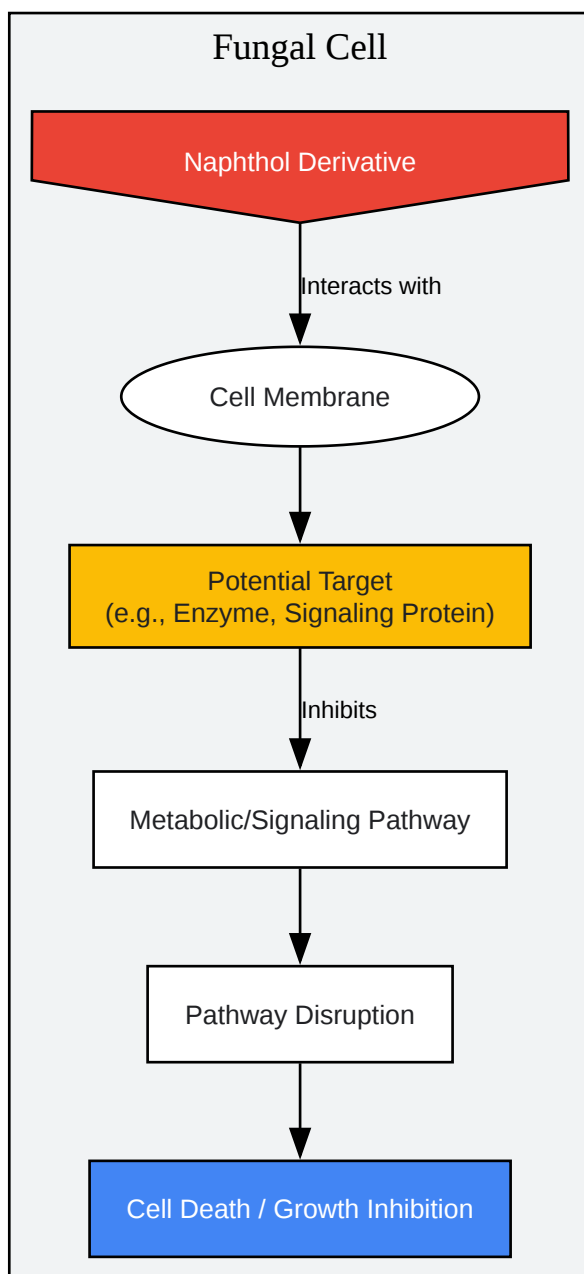 Fungal Cell
Naphthol Derivative
Interacts with
Cell Membrane
Potential Target
(e.g., Enzyme, Signaling Protein)
Inhibits
Metabolic/Signaling Pathway
Pathway Disruption
Cell Death / Growth Inhibition